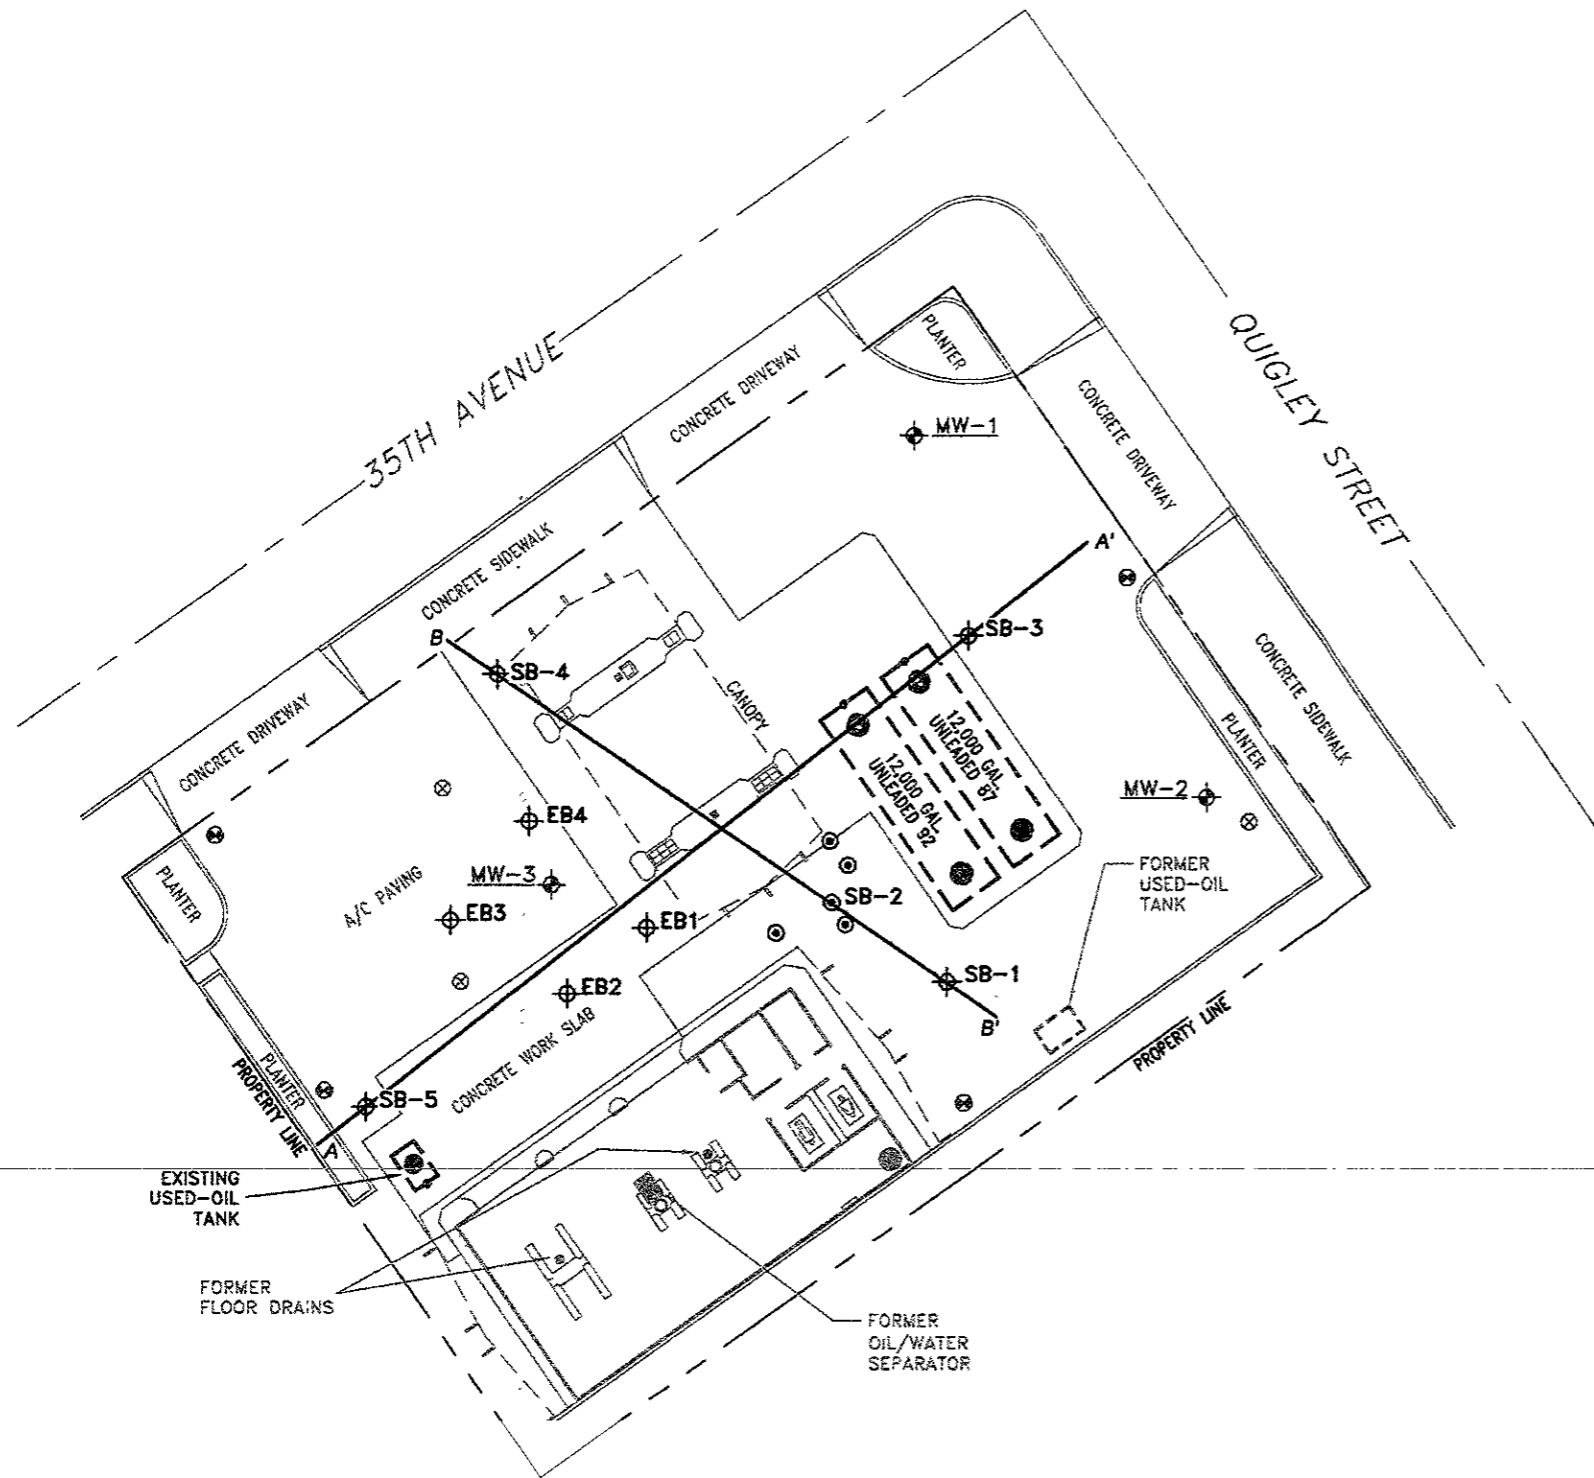 35TH AVENUE
QUIGLEY STREET
PLANTER
CONCRETE DRIVEWAY
CONCRETE DRIVEWAY
MW-1
CONCRETE SIDEWALK
A'
B
SB-3
SB-4
CANOPY
CONCRETE SIDEWALK
CONCRETE DRIVEWAY
12,000 GAL.
UNLEADED 87
12,000 GAL.
UNLEADED 92
PLANTER
MW-2
EB4
FORMER
USED-OIL
TANK
MW-3
PLANTER
A/C PAVING
SB-2
EB3
EB1
SB-1
EB2
B'
CONCRETE WORK SLAB
PROPERTY LINE
PLANTER
PROPERTY LINE
SB-5
A
EXISTING
USED-OIL
TANK
FORMER
FLOOR DRAINS
FORMER
OIL/WATER
SEPARATOR